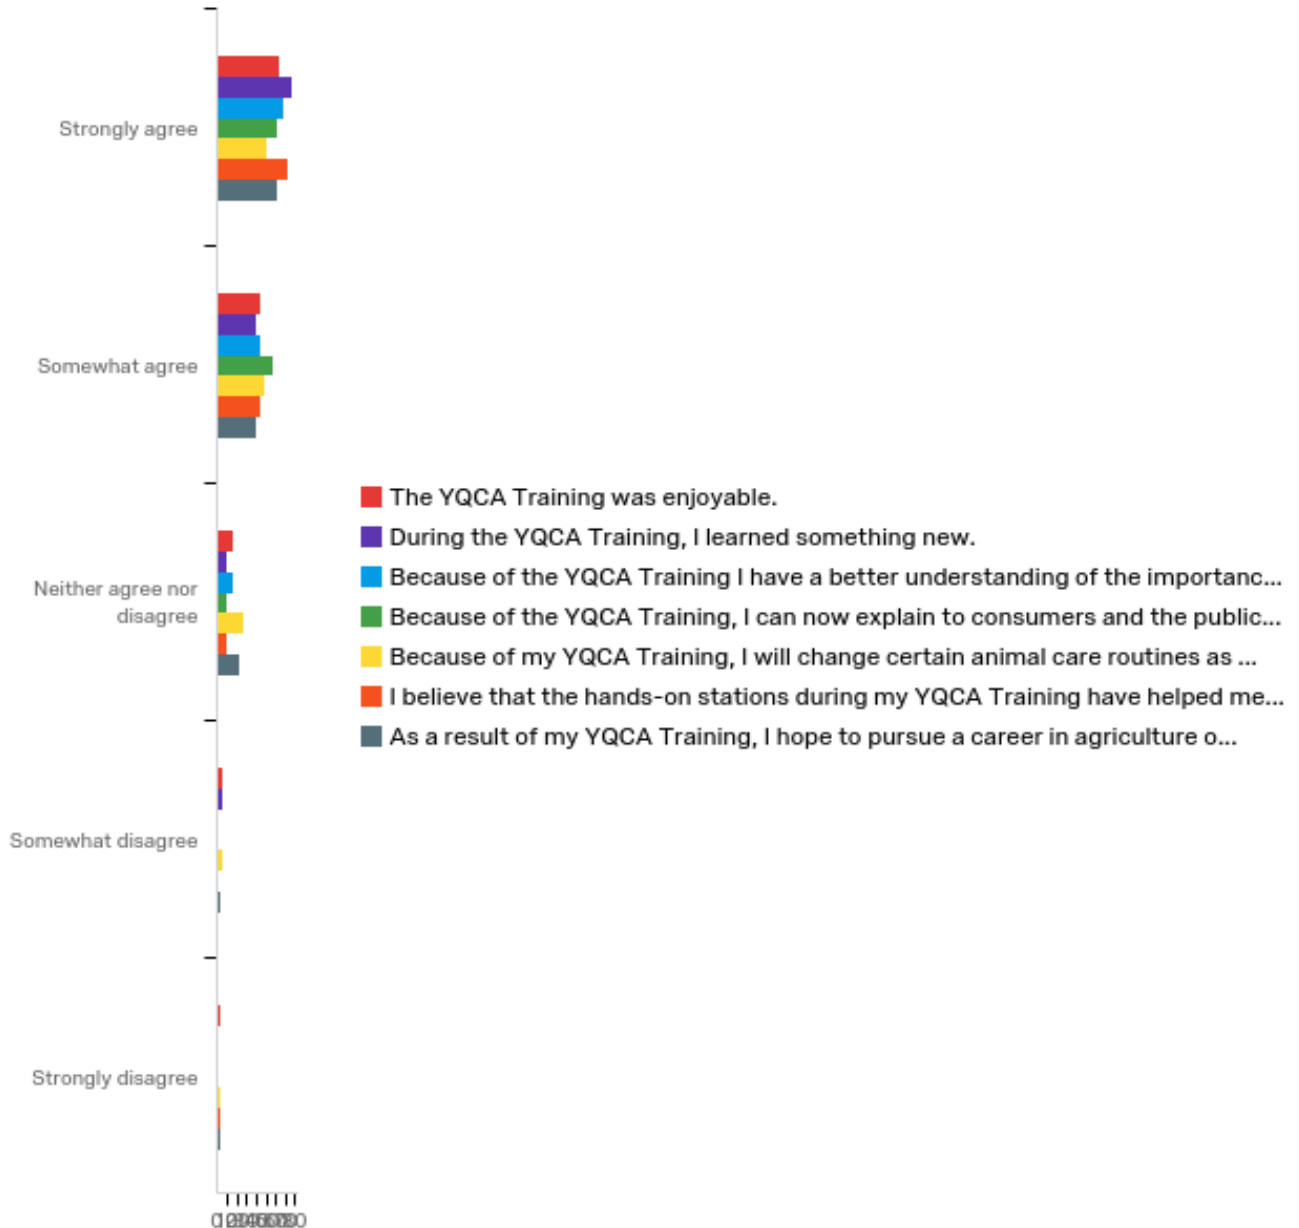 Strongly agree
Somewhat agree
Neither agree nor
disagree
Somewhat disagree
Strongly disagree
The YQCA Training was enjoyable.
During the YQCA Training, I learned something new.
Because of the YQCA Training I have a better understanding of the importanc...
Because of the YQCA Training, I can now explain to consumers and the public...
Because of my YQCA Training, I will change certain animal care routines as ...
I believe that the hands-on stations during my YQCA Training have helped me...
As a result of my YQCA Training, I hope to pursue a career in agriculture o...